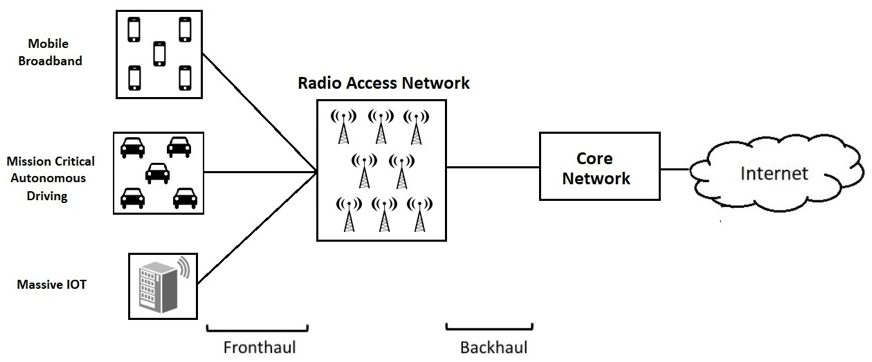 Mobile
Broadband
Radio Access Network
Mission Critical
Autonomous
Driving
Core
Network
Internet
Massive IOT
Fronthaul
Backhaul